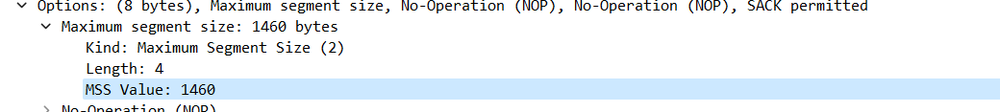 Options: (8 bytes), Maximum segment size, No-Operation (NOP), No-Operation (NOP), SACK permitted
Maximum segment size: 1460 bytes
Kind: Maximum Segment Size (2)
Length: 4
MSS Value: 1460
No-Operation (NOP)